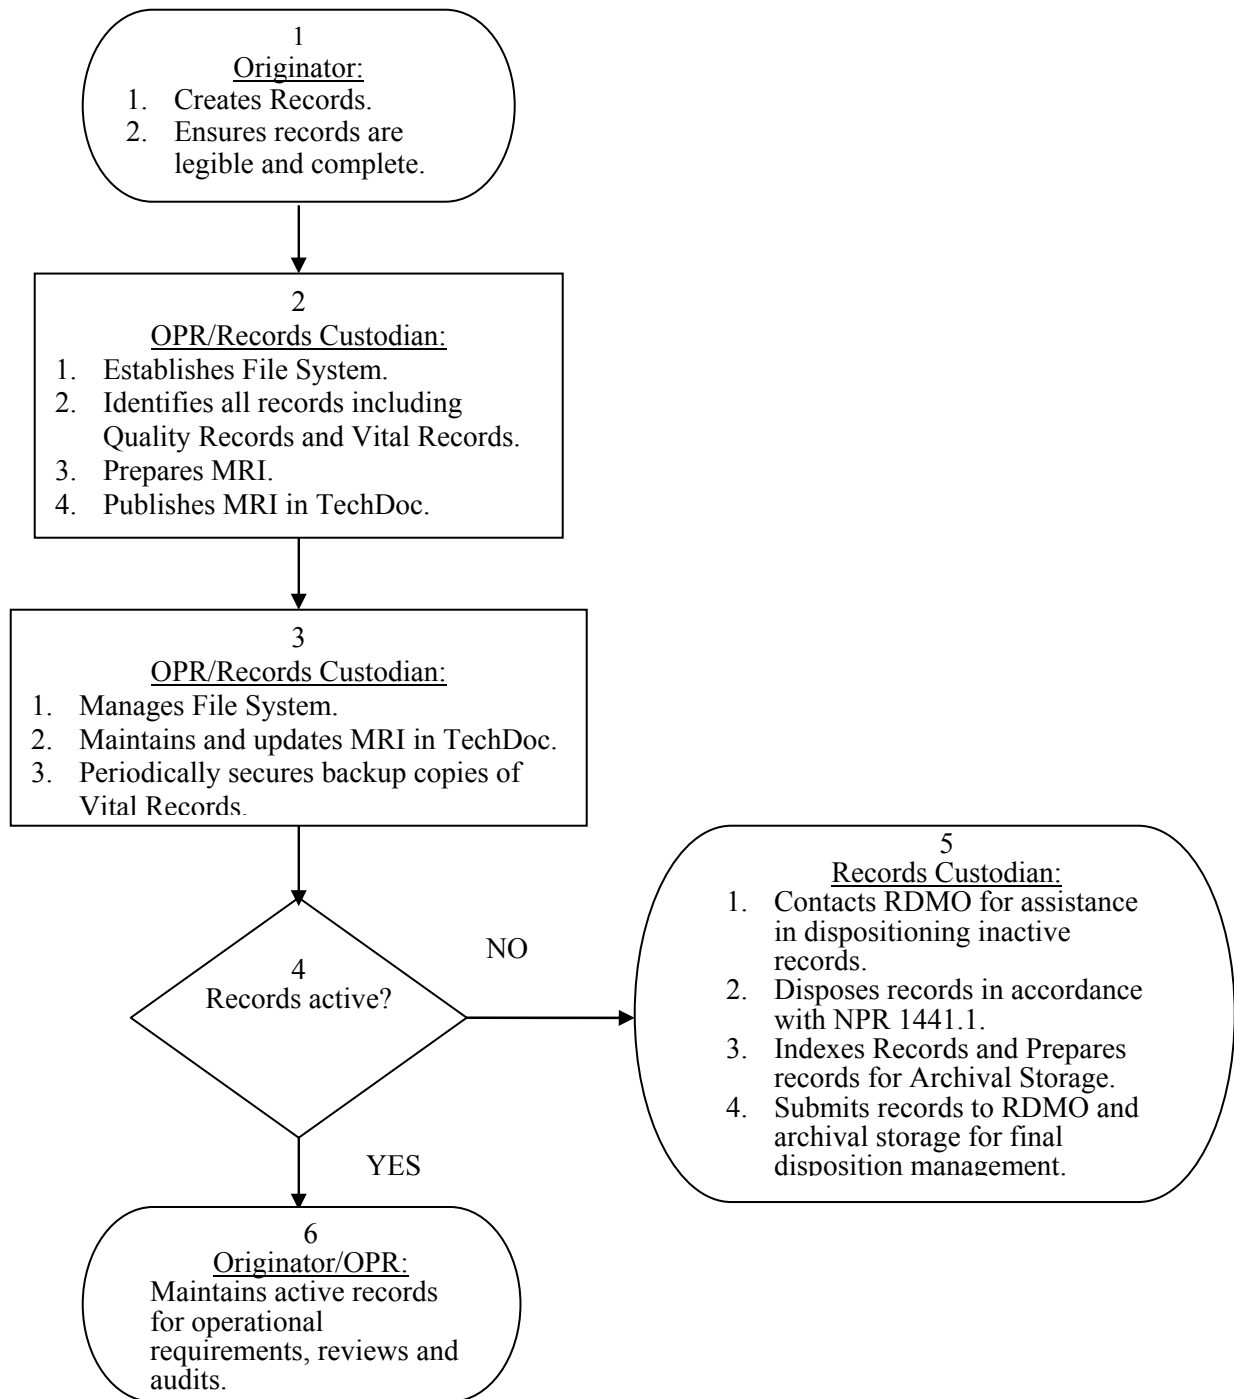 1
Originator:
1. Creates Records.
2. Ensures records are
legible and complete.
2
OPR/Records Custodian:
1. Establishes File System.
2. Identifies all records including
Quality Records and Vital Records.
3. Prepares MRI.
4. Publishes MRI in TechDoc.
3
OPR/Records Custodian:
1. Manages File System.
2. Maintains and updates MRI in TechDoc.
3. Periodically secures backup copies of
Vital Records.
4
Records active?
NO
5
Records Custodian:
1. Contacts RDMO for assistance
in dispositioning inactive
records.
2. Disposes records in accordance
with NPR 1441.1.
3. Indexes Records and Prepares
records for Archival Storage.
4. Submits records to RDMO and
archival storage for final
disposition management.
YES
6
Originator/OPR:
Maintains active records
for operational
requirements, reviews and
audits.